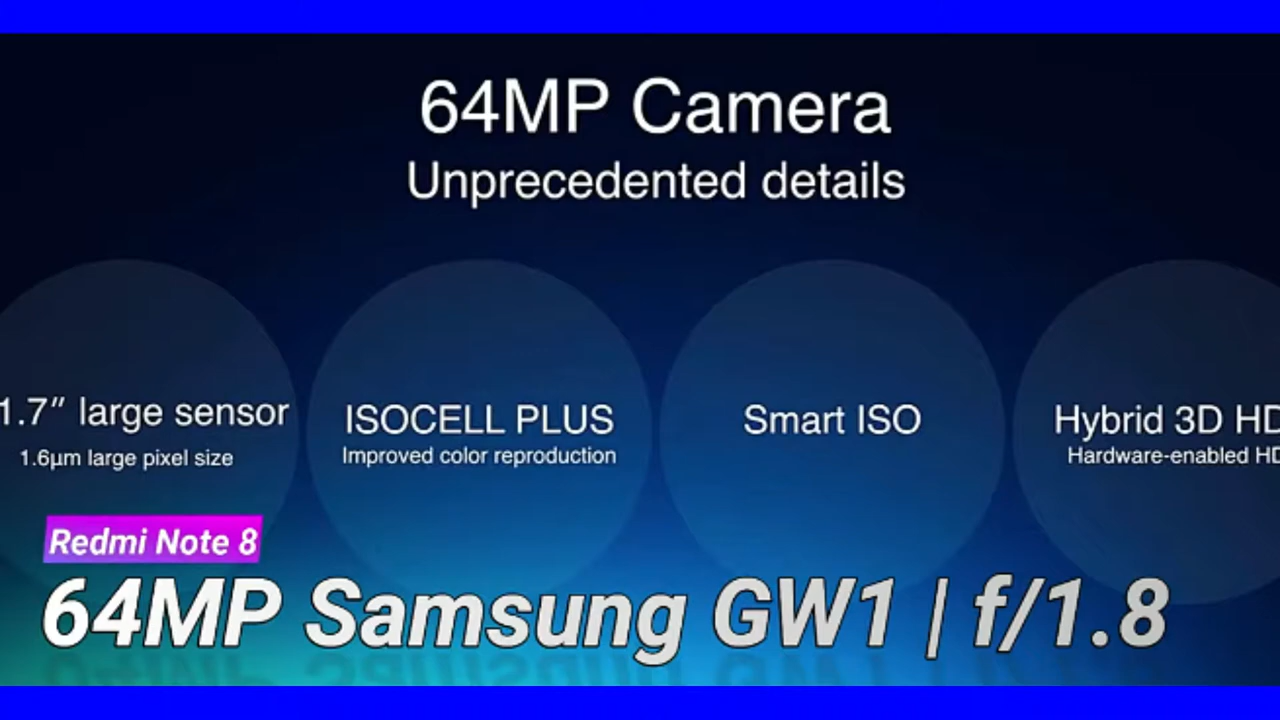 64MP Camera
Unprecedented details
1.7″ large sensor
1.6μm large pixel size
ISOCELL PLUS
Improved color reproduction
Smart ISO
Hybrid 3D HD
Hardware-enabled HD
Redmi Note 8
64MP Samsung GW1 | f/1.8